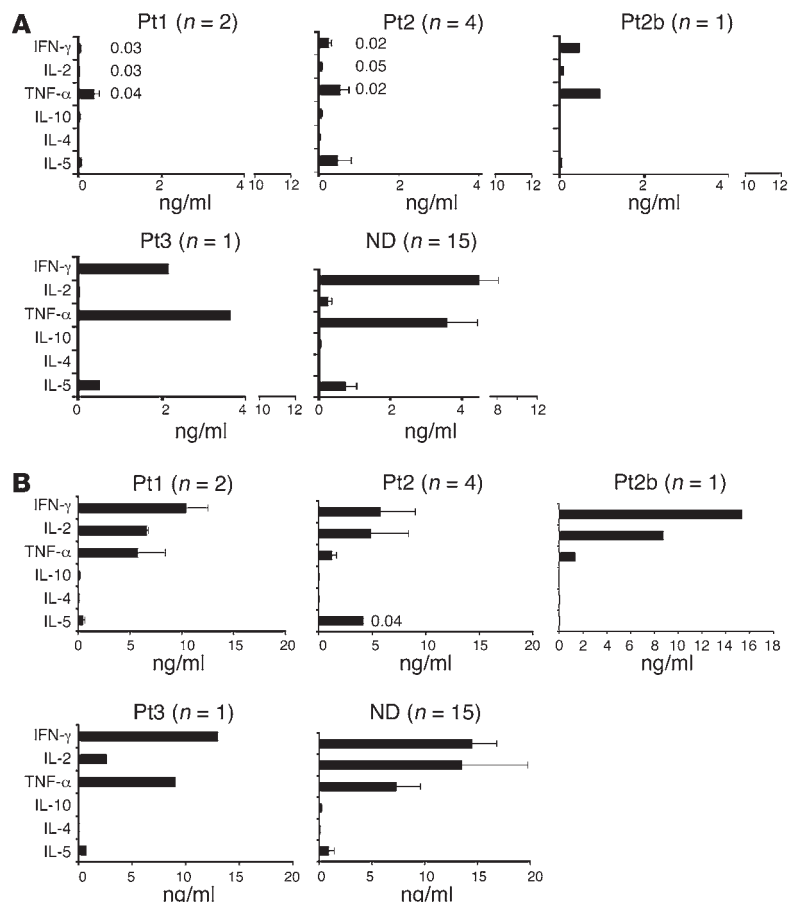 A
Pt1 (n = 2)
Pt2 (n = 4)
Pt2b (n = 1)
IFN-γ 0.03 0.02
IL-2 0.03 0.05
TNF-α 0.04 0.02
IL-10
IL-4
IL-5
0 2 4 10 12
0 2 4 10 12
0 2 4 10 12
ng/ml
ng/ml
ng/ml
Pt3 (n = 1)
ND (n = 15)
IFN-γ
IL-2
TNF-α
IL-10
IL-4
IL-5
0 2 4 10 12
0 2 4 8 12
ng/ml
ng/ml
B
Pt1 (n = 2)
Pt2 (n = 4)
Pt2b (n = 1)
IFN-γ
IL-2
TNF-α
IL-10
IL-4
IL-5 0.04
0 5 10 15 20
0 5 10 15 20
0 2 4 6 8 10 12 14 16 18
ng/ml
ng/ml
ng/ml
Pt3 (n = 1)
ND (n = 15)
IFN-γ
IL-2
TNF-α
IL-10
IL-4
IL-5
0 5 10 15 20
0 5 10 15 20
ng/ml
ng/ml